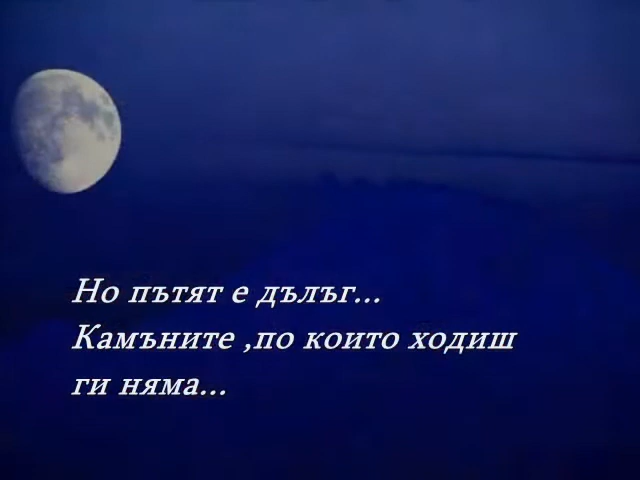 Но пътят е дълъг...
Камъните ,по които ходиш
ги няма...